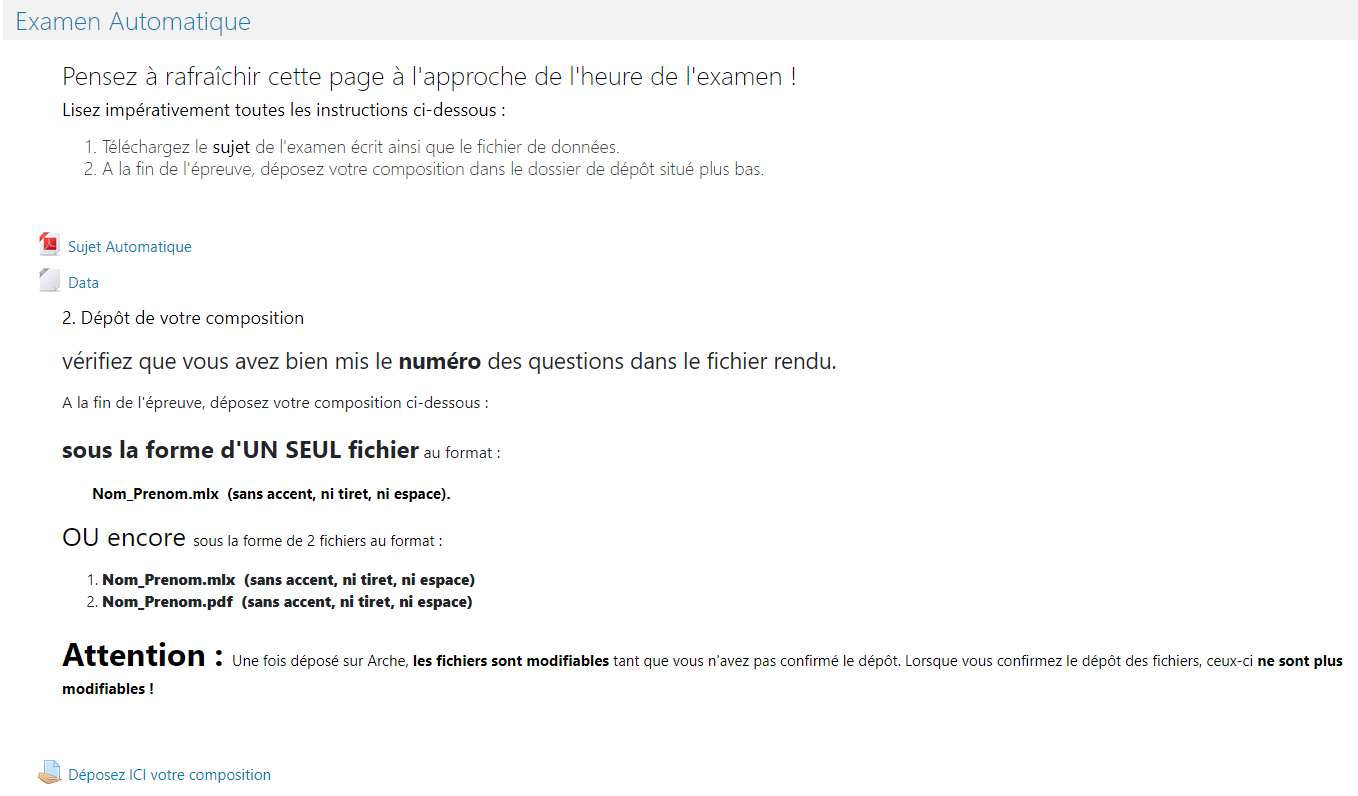 Examen Automatique
Pensez à rafraîchir cette page à l'approche de l'heure de l'examen !
Lisez impérativement toutes les instructions ci-dessous :
1. Téléchargez le sujet de l'examen écrit ainsi que le fichier de données.
2. A la fin de l'épreuve, déposez votre composition dans le dossier de dépôt situé plus bas.
Sujet Automatique
Data
2. Dépôt de votre composition
vérifiez que vous avez bien mis le numéro des questions dans le fichier rendu.
A la fin de l'épreuve, déposez votre composition ci-dessous :
sous la forme d'UN SEUL fichier au format :
Nom_Prenom.mlx (sans accent, ni tiret, ni espace).
OU encore sous la forme de 2 fichiers au format :
1. Nom_Prenom.mlx (sans accent, ni tiret, ni espace)
2. Nom_Prenom.pdf (sans accent, ni tiret, ni espace)
Attention : Une fois déposé sur Arche, les fichiers sont modifiables tant que vous n'avez pas confirmé le dépôt. Lorsque vous confirmez le dépôt des fichiers, ceux-ci ne sont plus
modifiables !
Déposez ICI votre composition